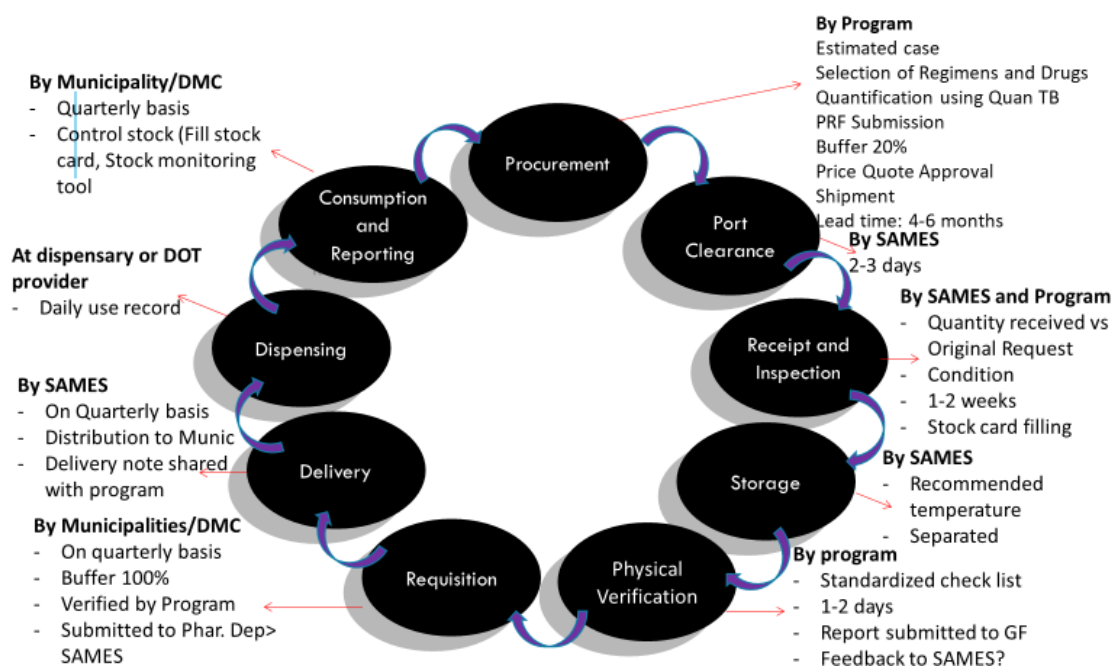 By Program
Estimated case
Selection of Regimens and Drugs
Quantification using Quan TB
PRF Submission
Buffer 20%
Price Quote Approval
Shipment
Lead time: 4-6 months
By SAMES
2-3 days
By SAMES and Program
- Quantity received vs
Original Request
- Condition
- 1-2 weeks
- Stock card filling
By SAMES
- Recommended
temperature
- Separated
By program
- Standardized check list
- 1-2 days
- Report submitted to GF
- Feedback to SAMES?
By Municipality/DMC
- Quarterly basis
- Control stock (Fill stock
card, Stock monitoring
tool
At dispensary or DOT
provider
- Daily use record
By SAMES
- On Quarterly basis
- Distribution to Munic
- Delivery note shared
with program
By Municipalities/DMC
- On quarterly basis
- Buffer 100%
- Verified by Program
- Submitted to Phar. Dep>
SAMES
Procurement
Port
Clearance
Receipt and
Inspection
Storage
Physical
Verification
Requisition
Delivery
Dispensing
Consumption
and
Reporting